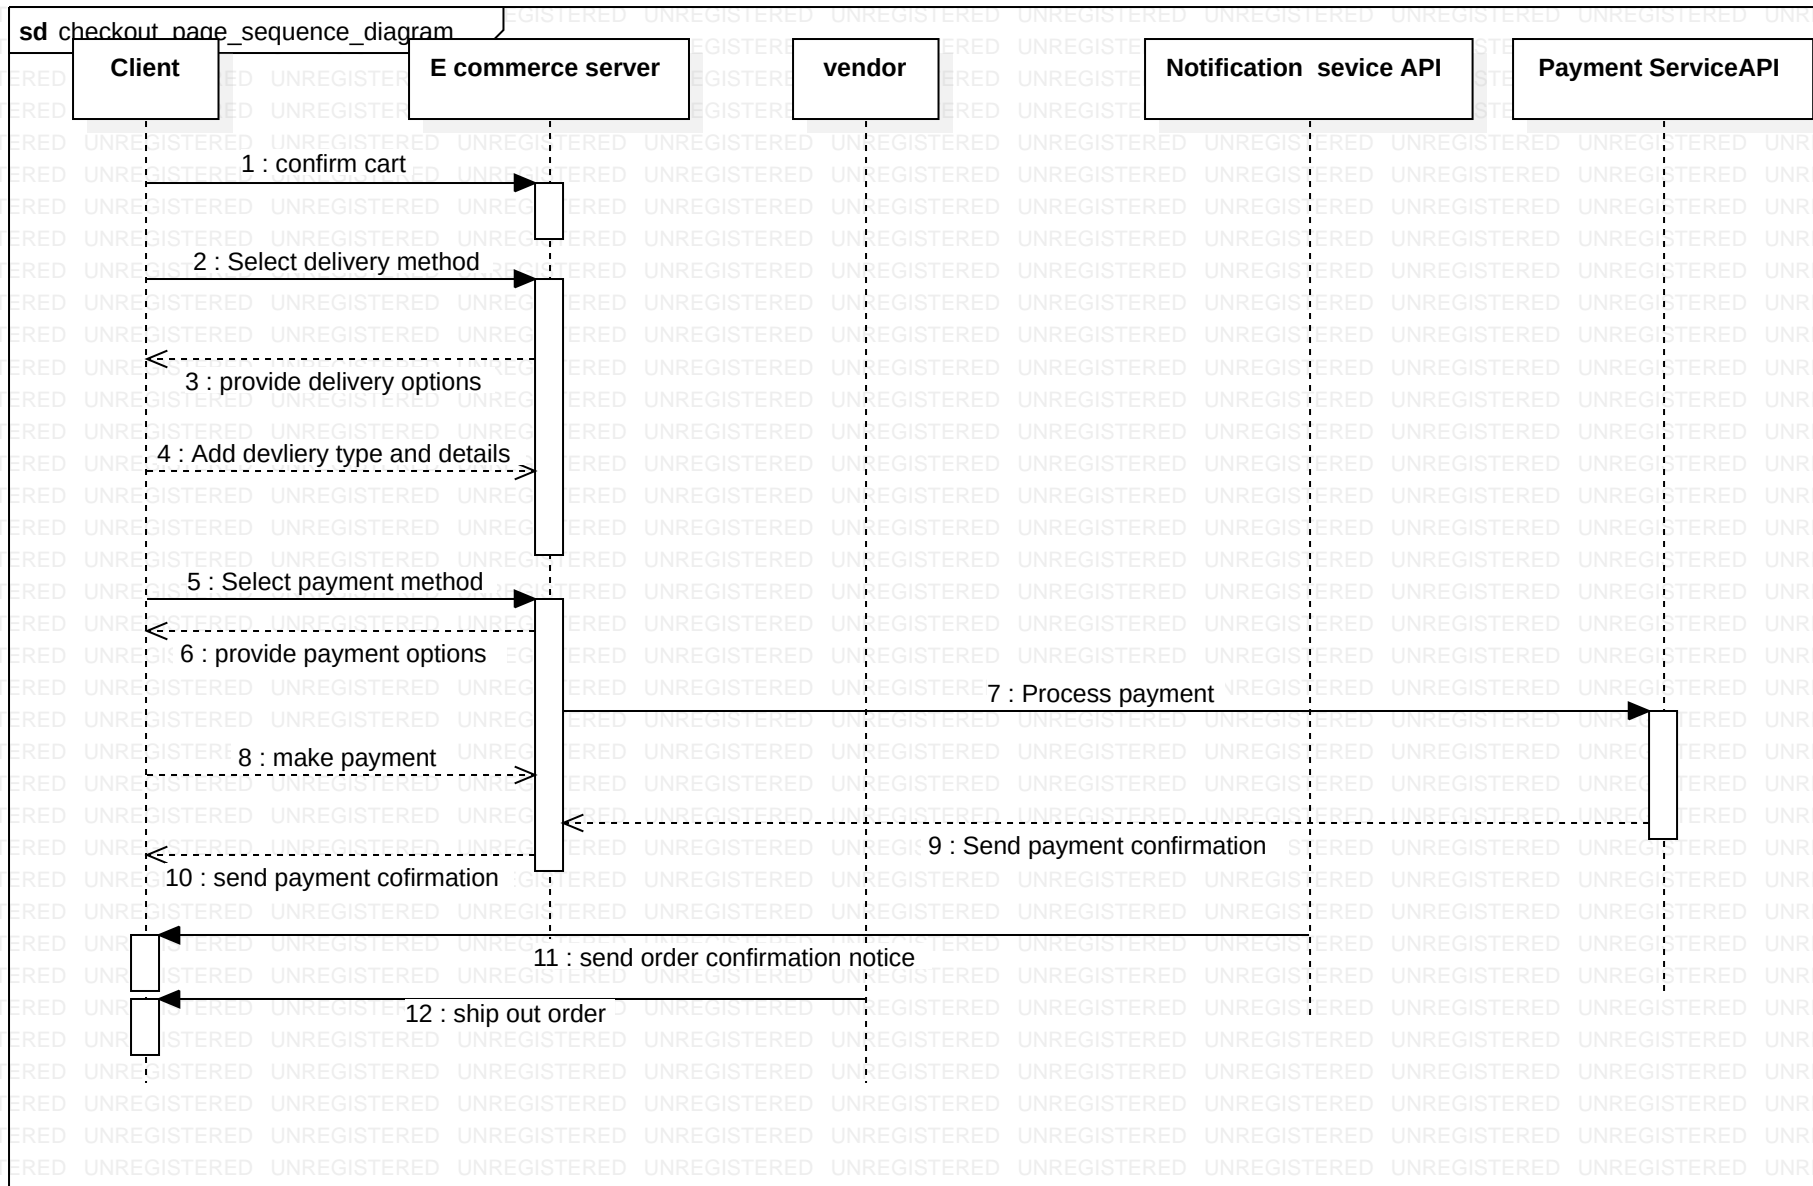 sd checkout_page_sequence_diagram
Client
E commerce server
vendor
Notification sevice API
Payment ServiceAPI
1 : confirm cart
2 : Select delivery method
3 : provide delivery options
4 : Add devliery type and details
5 : Select payment method
6 : provide payment options
7 : Process payment
8 : make payment
9 : Send payment confirmation
10 : send payment cofirmation
11 : send order confirmation notice
12 : ship out order
UNREGISTERED